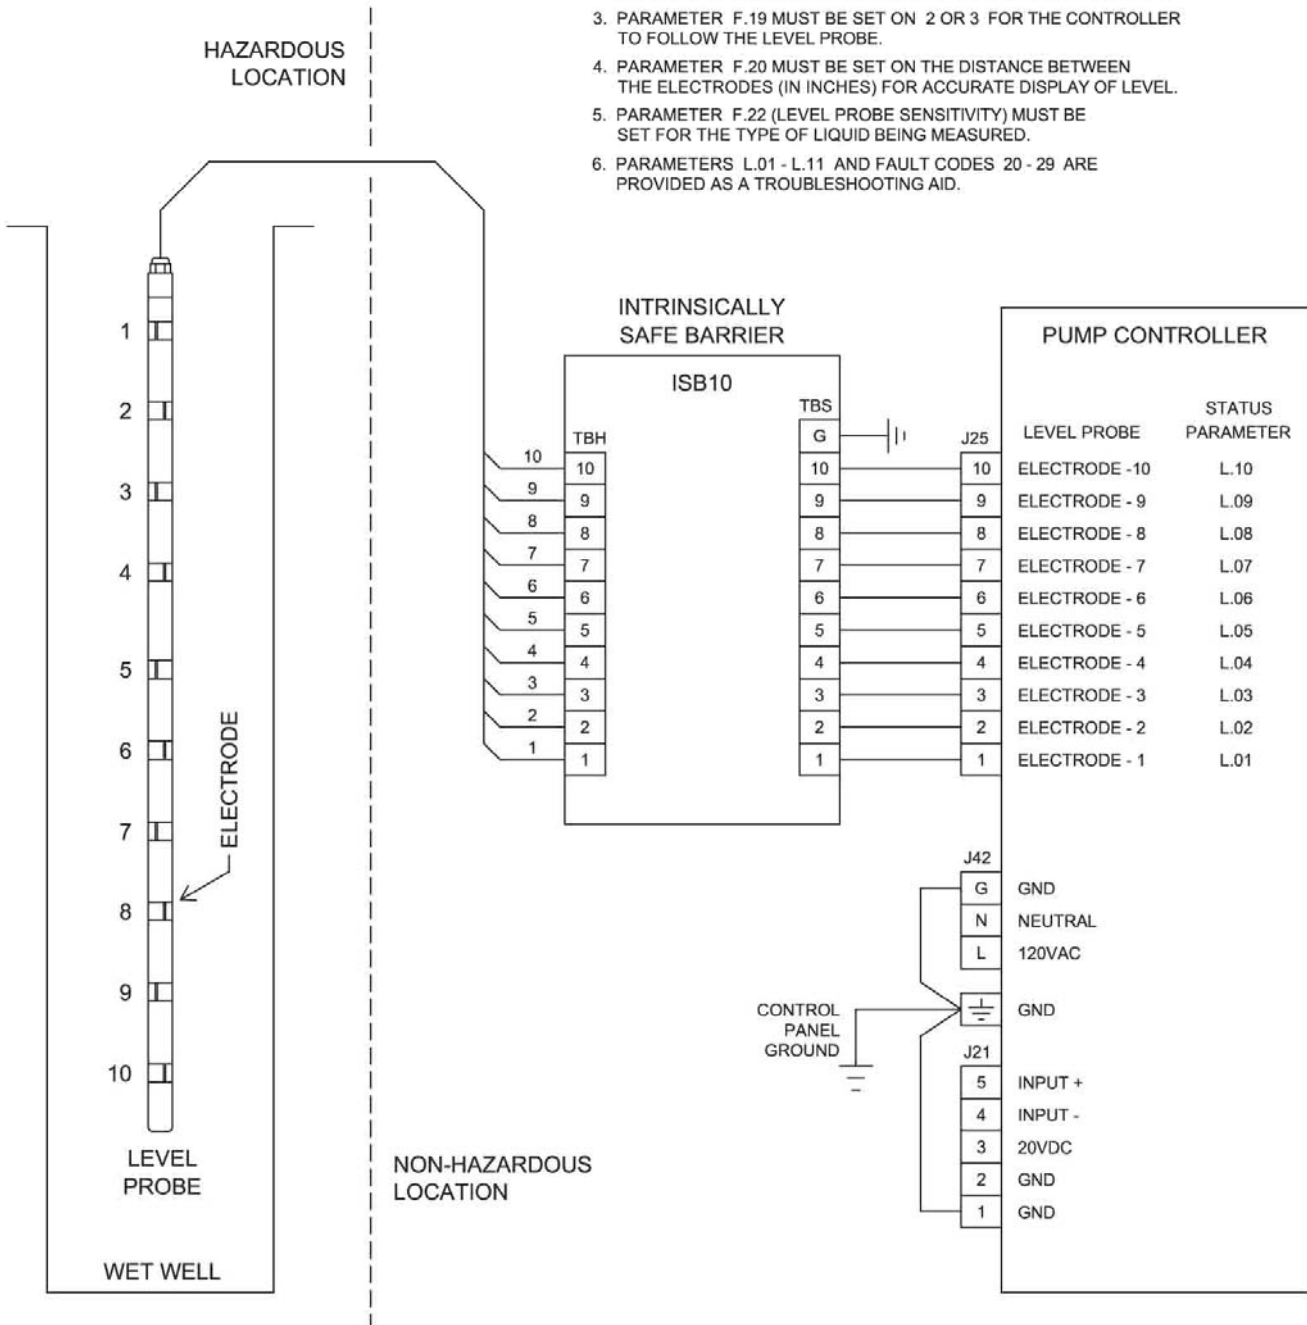 3. PARAMETER F.19 MUST BE SET ON 2 OR 3 FOR THE CONTROLLER
TO FOLLOW THE LEVEL PROBE.
4. PARAMETER F.20 MUST BE SET ON THE DISTANCE BETWEEN
THE ELECTRODES (IN INCHES) FOR ACCURATE DISPLAY OF LEVEL.
5. PARAMETER F.22 (LEVEL PROBE SENSITIVITY) MUST BE
SET FOR THE TYPE OF LIQUID BEING MEASURED.
6. PARAMETERS L.01 - L.11 AND FAULT CODES 20 - 29 ARE
PROVIDED AS A TROUBLESHOOTING AID.
HAZARDOUS
LOCATION
1
2
3
4
5
6
7
8
9
10
ELECTRODE
LEVEL
PROBE
WET WELL
NON-HAZARDOUS
LOCATION
INTRINSICALLY
SAFE BARRIER
ISB10
TBH
10 10
9 9
8 8
7 7
6 6
5 5
4 4
3 3
2 2
1 1
TBS
G
10
9
8
7
6
5
4
3
2
1
PUMP CONTROLLER
STATUS
J25 LEVEL PROBE PARAMETER
10 ELECTRODE -10 L.10
9 ELECTRODE - 9 L.09
8 ELECTRODE - 8 L.08
7 ELECTRODE - 7 L.07
6 ELECTRODE - 6 L.06
5 ELECTRODE - 5 L.05
4 ELECTRODE - 4 L.04
3 ELECTRODE - 3 L.03
2 ELECTRODE - 2 L.02
1 ELECTRODE - 1 L.01
J42
G GND
N NEUTRAL
L 120VAC
GND
CONTROL
PANEL
GROUND
J21
5 INPUT +
4 INPUT -
3 20VDC
2 GND
1 GND